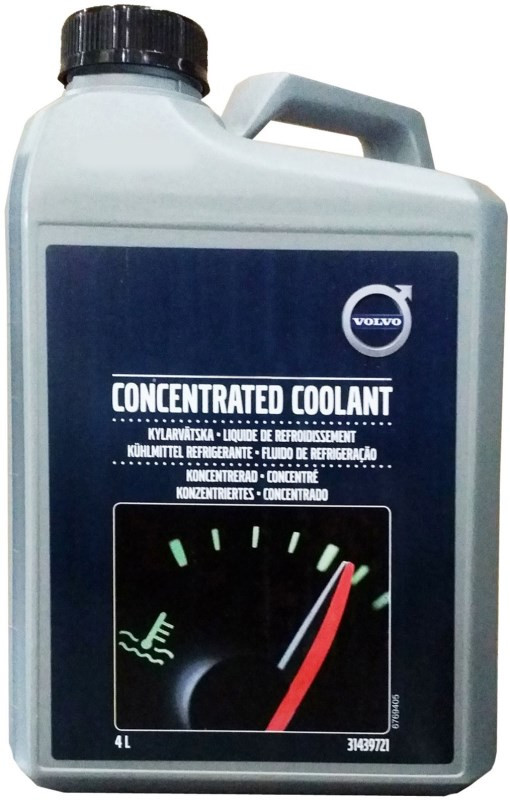 VOLVO
CONCENTRATED COOLANT
KYLARVÄTSKA • LIQUIDE DE REFROIDISSEMENT
KÜHLMITTEL REFRIGERANTE • FLUIDO DE REFRIGERAÇÃO
KONCENTRERAD • CONCENTRÉ
KONZENTRIERTES • CONCENTRADO
6769405
4 L 31439721